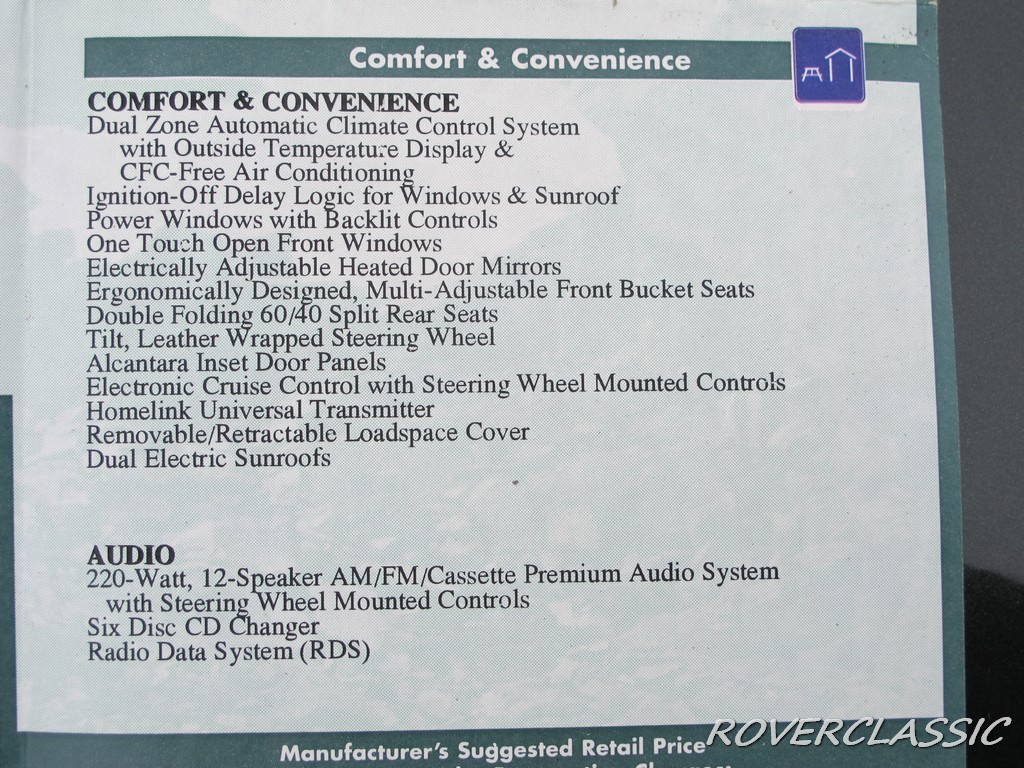 Comfort & Convenience
COMFORT & CONVENIENCE
Dual Zone Automatic Climate Control System
with Outside Temperature Display &
CFC-Free Air Conditioning
Ignition-Off Delay Logic for Windows & Sunroof
Power Windows with Backlit Controls
One Touch Open Front Windows
Electrically Adjustable Heated Door Mirrors
Ergonomically Designed, Multi-Adjustable Front Bucket Seats
Double Folding 60/40 Split Rear Seats
Tilt, Leather Wrapped Steering Wheel
Alcantara Inset Door Panels
Electronic Cruise Control with Steering Wheel Mounted Controls
Homelink Universal Transmitter
Removable/Retractable Loadspace Cover
Dual Electric Sunroofs
AUDIO
220-Watt, 12-Speaker AM/FM/Cassette Premium Audio System
with Steering Wheel Mounted Controls
Six Disc CD Changer
Radio Data System (RDS)
Manufacturer's Suggested Retail Price
ROVERCLASSIC